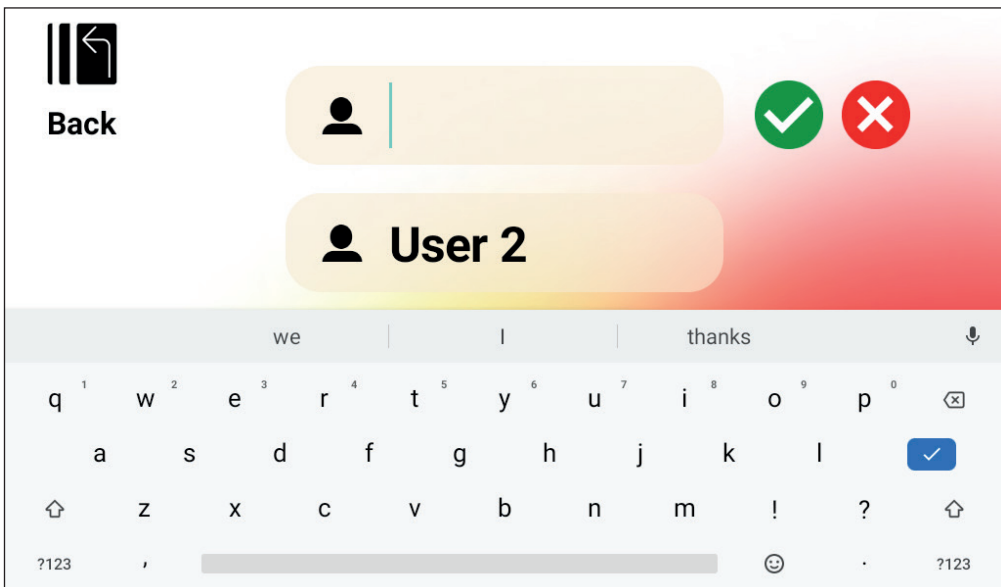 Back
User 2
we I thanks
q 1 w 2 e 3 r 4 t 5 y 6 u 7 i 8 o 9 p 0
a s d f g h j k l
z x c v b n m ! ?
?123 , . ?123